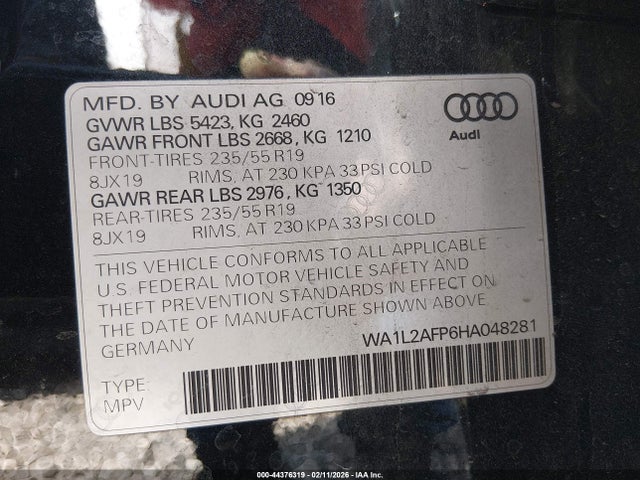 MFD. BY AUDI AG 09'16
GVWR LBS 5423, KG 2460
GAWR FRONT LBS 2668, KG 1210
FRONT-TIRES 235/55 R19
8JX19 RIMS, AT 230 KPA 33 PSI COLD
GAWR REAR LBS 2976, KG 1350
REAR-TIRES 235/55 R19
8JX19 RIMS, AT 230 KPA 33 PSI COLD
Audi
THIS VEHICLE CONFORMS TO ALL APPLICABLE
U.S. FEDERAL MOTOR VEHICLE SAFETY AND
THEFT PREVENTION STANDARDS IN EFFECT ON
THE DATE OF MANUFACTURE SHOWN ABOVE
GERMANY WA1L2AFP6HA048281
TYPE:
MPV
000-44376319 - 02/11/2026 - IAA Inc.